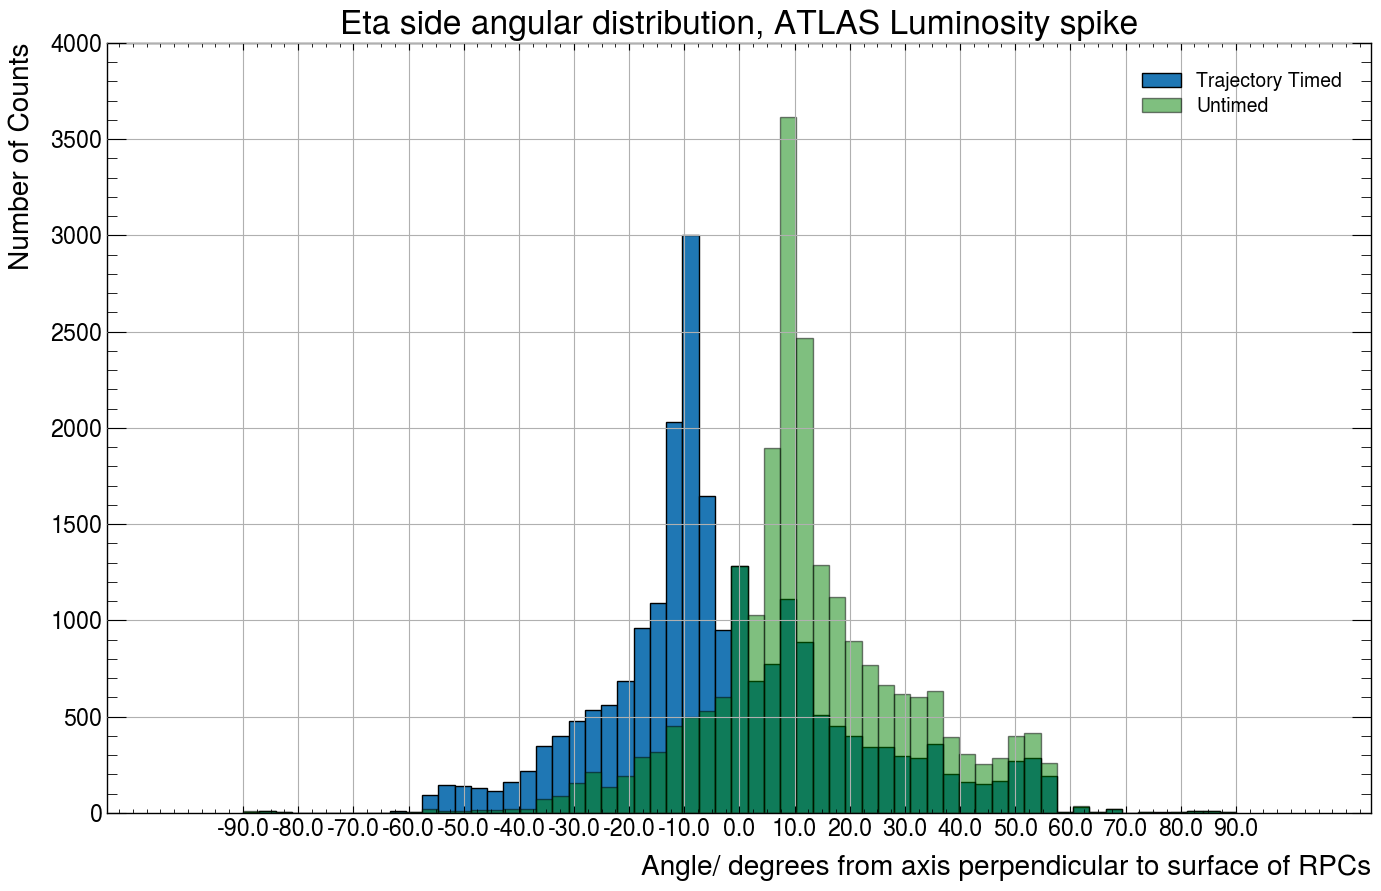 Eta side angular distribution, ATLAS Luminosity spike
Number of Counts
4000
3500
3000
2500
2000
1500
1000
500
0
Trajectory Timed
Untimed
-90.0 -80.0 -70.0 -60.0 -50.0 -40.0 -30.0 -20.0 -10.0 0.0 10.0 20.0 30.0 40.0 50.0 60.0 70.0 80.0 90.0
Angle/ degrees from axis perpendicular to surface of RPCs